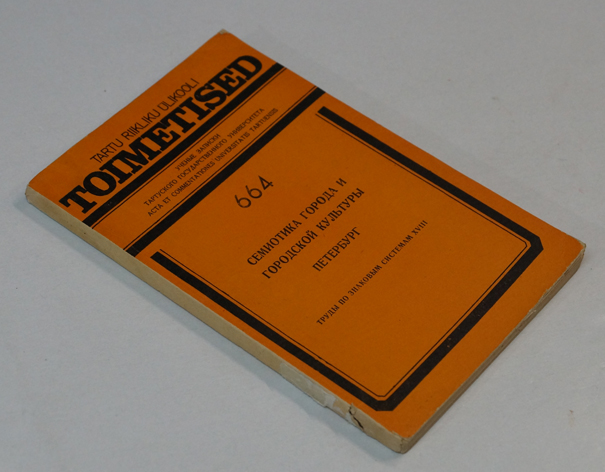 TARTU RIIKLIKU ÜLIKOOLI
TOIMETISED
УЧЕНЫЕ ЗАПИСКИ
ТАРТУСКОГО ГОСУДАРСТВЕННОГО УНИВЕРСИТЕТА
ACTA ET COMMENTATIONES UNIVERSITATIS TARTUENSIS
664
СЕМИОТИКА ГОРОДА И
ГОРОДСКОЙ КУЛЬТУРЫ
ПЕТЕРБУРГ
ТРУДЫ ПО ЗНАКОВЫМ СИСТЕМАМ XVIII